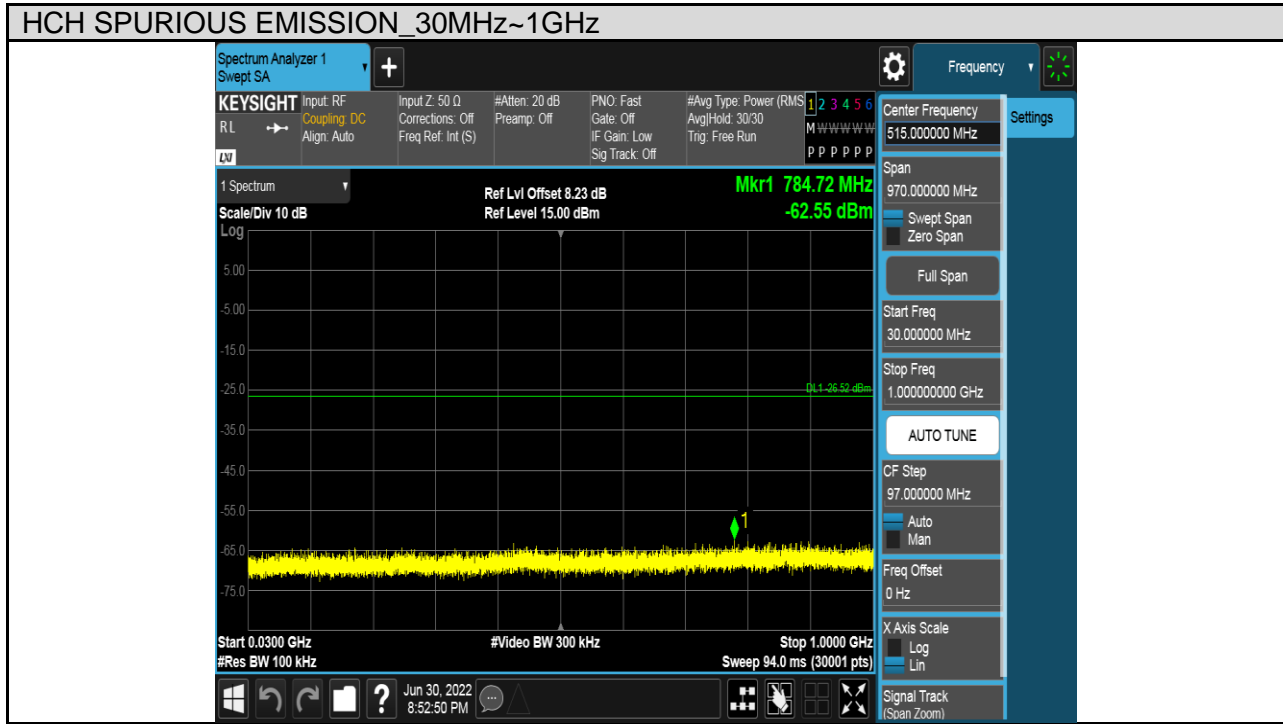 HCH SPURIOUS EMISSION_30MHz~1GHz
Spectrum Analyzer 1
Swept SA
+
Frequency
KEYSIGHT
RL
LXI
Input: RF
Coupling: DC
Align: Auto
Input Z: 50 Ω
Corrections: Off
Freq Ref: Int (S)
#Atten: 20 dB
Preamp: Off
PNO: Fast
Gate: Off
IF Gain: Low
Sig Track: Off
#Avg Type: Power (RMS
Avg|Hold: 30/30
Trig: Free Run
1 2 3 4 5 6
M W W W W W
P P P P P P
1 Spectrum
Scale/Div 10 dB
Log
Ref Lvl Offset 8.23 dB
Ref Level 15.00 dBm
Mkr1 784.72 MHz
-62.55 dBm
5.00
-5.00
-15.0
-25.0
DL1 -26.52 dBm
-35.0
-45.0
-55.0
1
-65.0
-75.0
Start 0.0300 GHz
#Res BW 100 kHz
#Video BW 300 kHz
Stop 1.0000 GHz
Sweep 94.0 ms (30001 pts)
?
Jun 30, 2022
8:52:50 PM
Center Frequency
515.000000 MHz
Settings
Span
970.000000 MHz
Swept Span
Zero Span
Full Span
Start Freq
30.000000 MHz
Stop Freq
1.000000000 GHz
AUTO TUNE
CF Step
97.000000 MHz
Auto
Man
Freq Offset
0 Hz
X Axis Scale
Log
Lin
Signal Track
(Span Zoom)